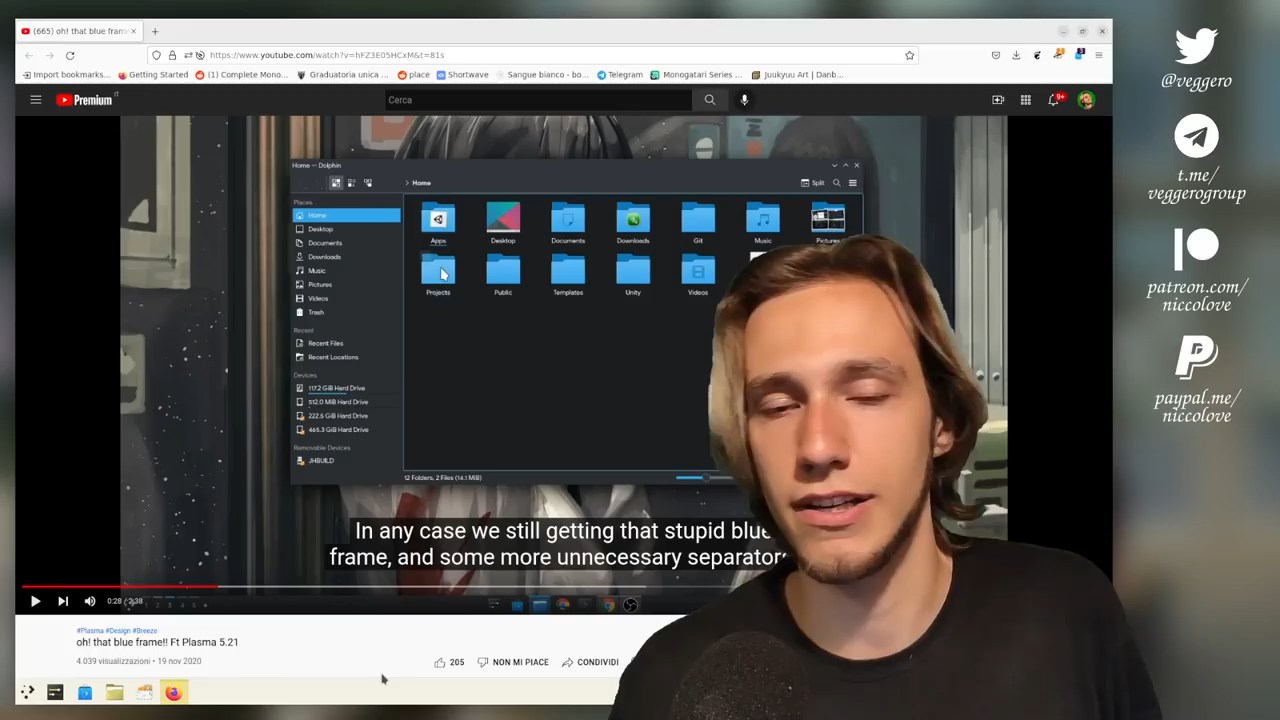 (665) oh! that blue frame
https://www.youtube.com/watch?v=hFZ3E05HCxM&t=81s
Import bookmarks...
Getting Started
(1) Complete Mono...
Graduatoria unica ...
place
Shortwave
Sangue bianco - bo...
Telegram
Monogatari Series ...
Juukyuu Art | Danb...
Premium
IT
Cerca
9+
Home — Dolphin
Home
Split
Places
Home
Desktop
Documents
Downloads
Music
Pictures
Videos
Trash
Recent
Recent Files
Recent Locations
Devices
117.2 GiB Hard Drive
512.0 MiB Hard Drive
222.6 GiB Hard Drive
465.3 GiB Hard Drive
Removable Devices
JHBUILD
Apps
Desktop
Documents
Downloads
Git
Music
Pictures
Projects
Public
Templates
Unity
Videos
12 Folders, 2 Files (14.1 MiB)
In any case we still getting that stupid blue
frame, and some more unnecessary separators
0:28 / 2:38
#Plasma #Design #Breeze
oh! that blue frame!! Ft Plasma 5.21
4.039 visualizzazioni • 19 nov 2020
205
NON MI PIACE
CONDIVIDI
@veggero
t.me/
veggerogroup
patreon.com/
niccolove
paypal.me/
niccolove